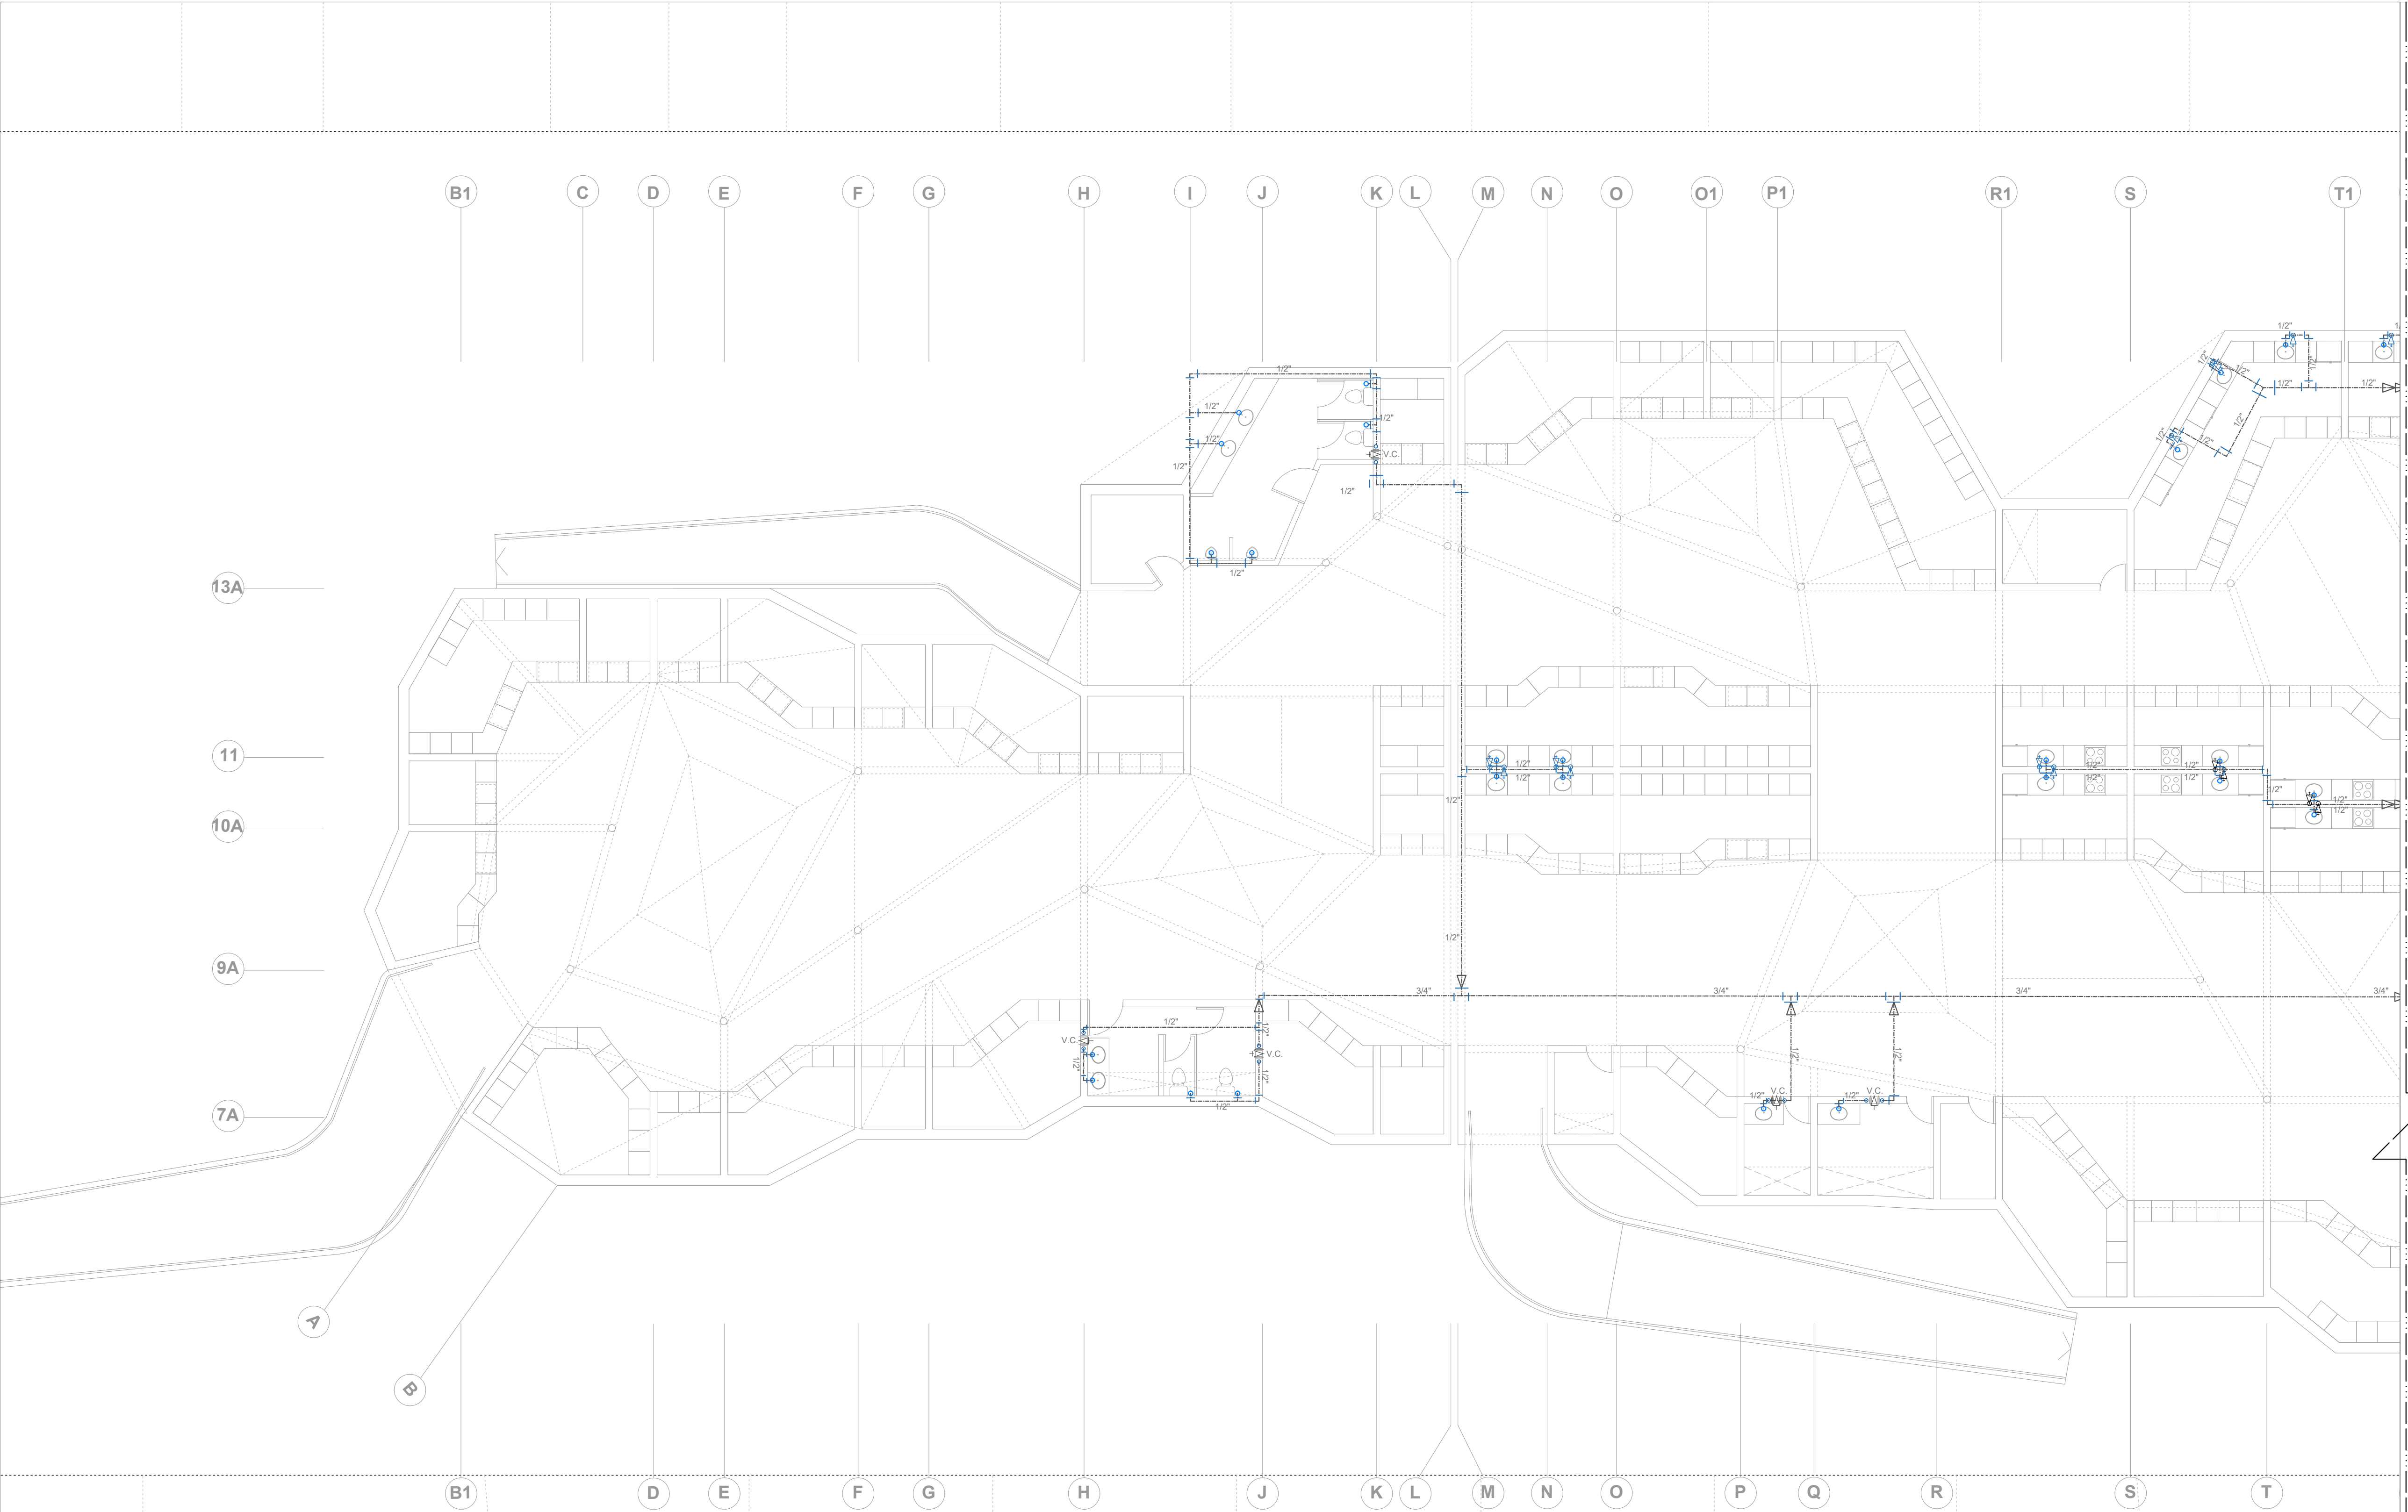 B1 C D E F G H I J K L M N O O1 P1 R1 S T1
1/2" 1/2"
1/2" 1/2" 1/2" 1/2" 1/2" 1/2"
1/2"
1/2" 1/2"
1/2" V.C. 1/2" 1/2" 1/2"
1/2"
1/2" 1/2"
1/2"
13A
11
1/2" 1/2" 1/2"
1/2" 1/2" 1/2"
1/2" 1/2"
1/2" 1/2"
10A
1/2"
9A
3/4" 3/4" 3/4" 3/4"
1/2" 1/2"
V.C. V.C. 1/2" 1/2"
1/2" 1/2"
V.C. V.C.
1/2" 1/2"
1/2"
7A
A
B
B1 D E F G H J K L M N O P Q R S T